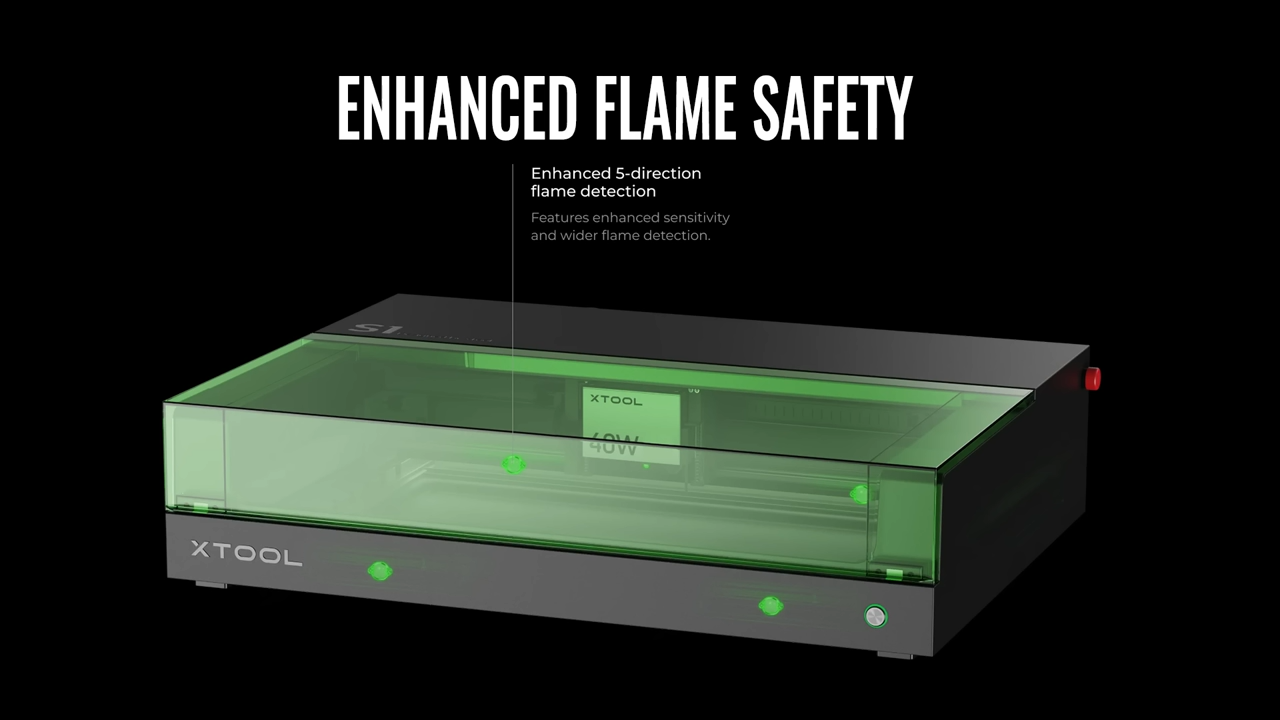 ENHANCED FLAME SAFETY
Enhanced 5-direction
flame detection
Features enhanced sensitivity
and wider flame detection.
S1
XTOOL
40W
XTOOL